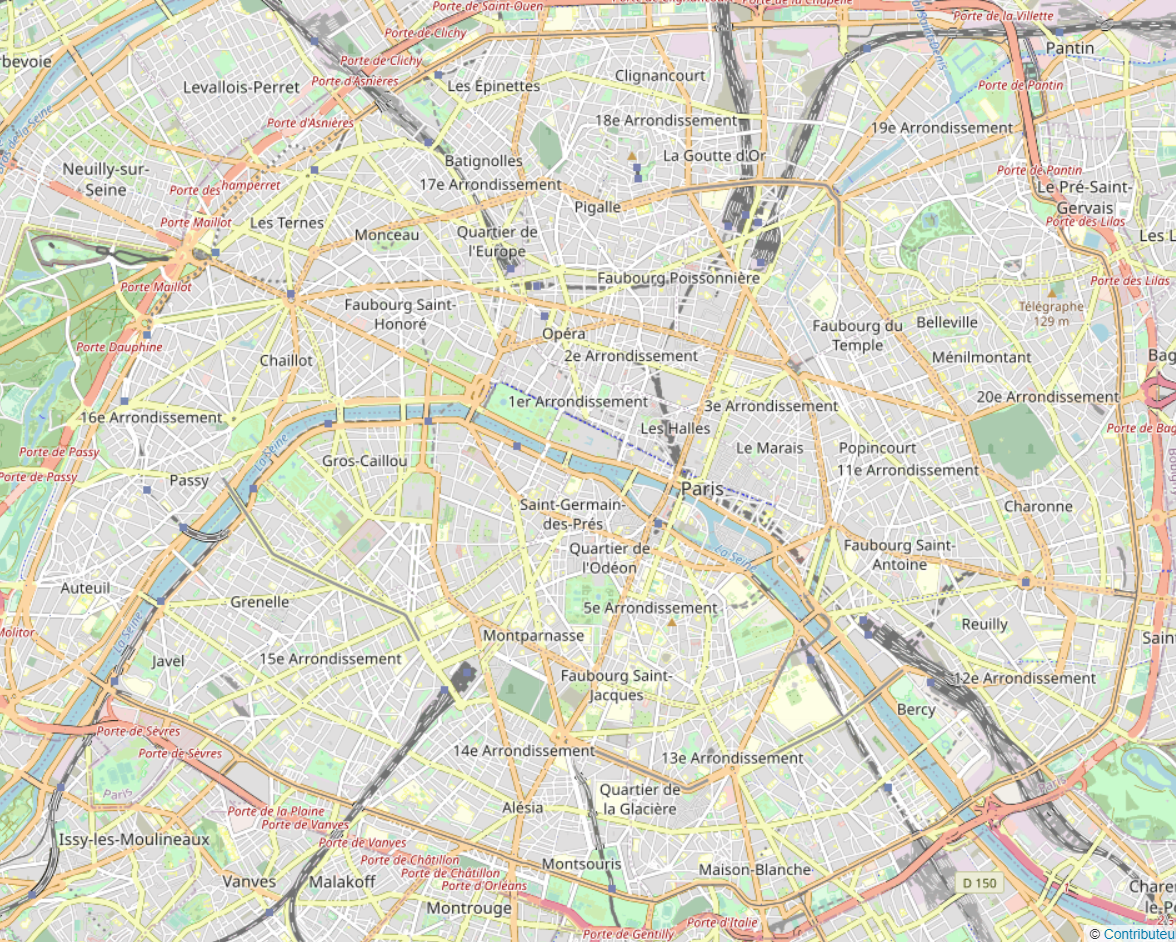 Porte de Saint-Ouen
Porte de la Chapelle
Porte de la Villette
Porte de Clichy
Pantin
Porte de Clichy
Clignancourt
Porte d'Asnières
Levallois-Perret
Les Épinettes
Porte de Pantin
Porte d'Asnières
18e Arrondissement
19e Arrondissement
Neuilly-sur-
Seine
Batignolles
La Goutte d'Or
Porte de Pantin
17e Arrondissement
Le Pré-Saint-
Gervais
Pigalle
Porte Maillot
Les Ternes
Porte des Lilas
Monceau
Quartier de
l'Europe
Porte Maillot
Faubourg Poissonnière
Porte des Lilas
Faubourg Saint-
Honoré
Télégraphe
129 m
Opéra
Faubourg du
Temple
Belleville
Porte Dauphine
Chaillot
2e Arrondissement
Ménilmontant
1er Arrondissement
3e Arrondissement
20e Arrondissement
16e Arrondissement
Les Halles
La Seine
Porte de Passy
Le Marais
Popincourt
Gros-Caillou
11e Arrondissement
Porte de Passy
Passy
Paris
Saint-Germain-
des-Prés
Charonne
Quartier de
l'Odéon
La Seine
Faubourg Saint-
Antoine
Auteuil
Grenelle
5e Arrondissement
La Seine
Montparnasse
Reuilly
Javel
15e Arrondissement
Faubourg Saint-
Jacques
12e Arrondissement
Bercy
Porte de Sèvres
Porte de Sèvres
14e Arrondissement
13e Arrondissement
Paris
Paris
Quartier de
la Glacière
Porte de la Plaine
Alésia
Porte de Vanves
Issy-les-Moulineaux
Porte de Vanves
Porte de Châtillon
Montsouris
Maison-Blanche
Porte de Châtillon
Vanves
Malakoff
Porte d'Orléans
D 150
Montrouge
Porte d'Italie
Porte de Gentilly
© Contributeu